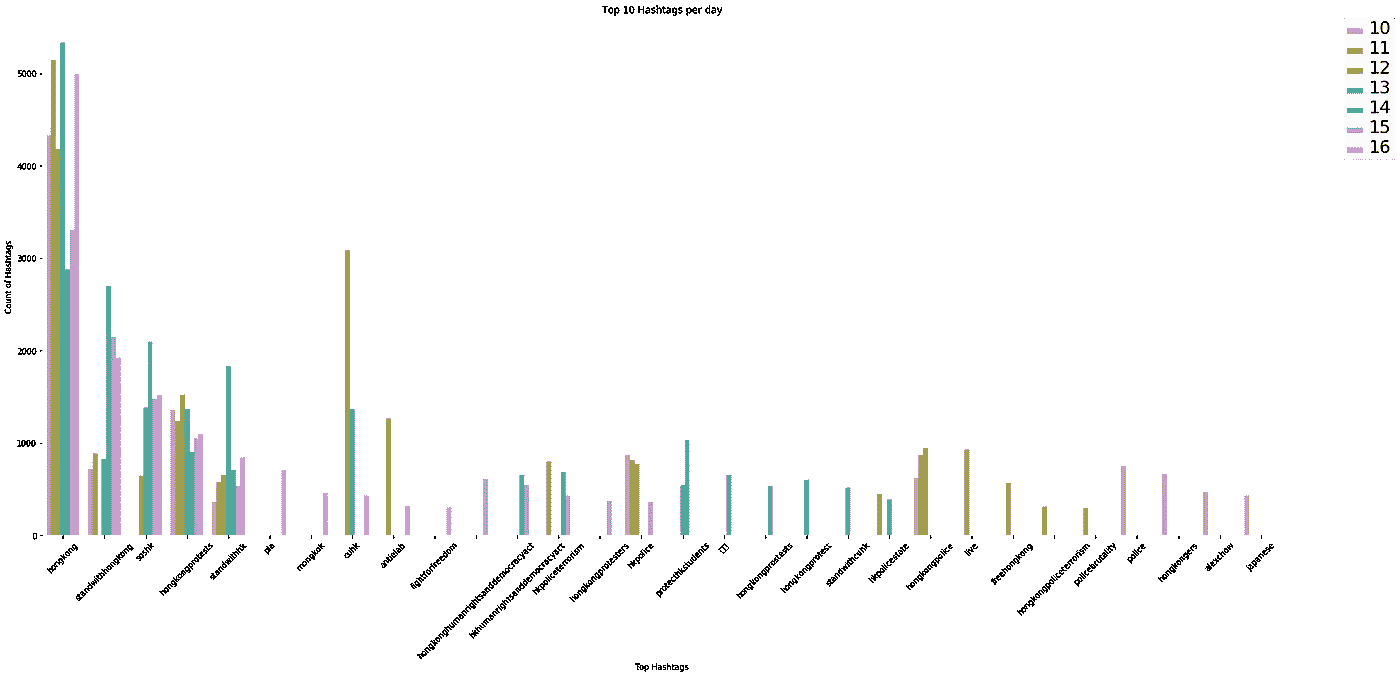 Top 10 Hashtags per day
10
11
12
13
14
15
16
5000
4000
3000
2000
1000
0
Count of Hashtags
hongkong
standwithhongkong
soshk
hongkongprotests
standwithhk
pla
mongkok
cuhk
antielab
fightforfreedom
hongkonghumanrightsanddemocracyact
hkhumanrightsanddemocracyact
hkpoliceterrorism
hongkongprotesters
hkpolice
protecthkstudents
hongkongprotrests
hongkongprotest
standwithcuhk
hkpolicestate
hongkongpolice
live
freehongkong
hongkongpoliceterrorism
policebrutality
police
hongkongers
alexchow
japanese
Top Hashtags